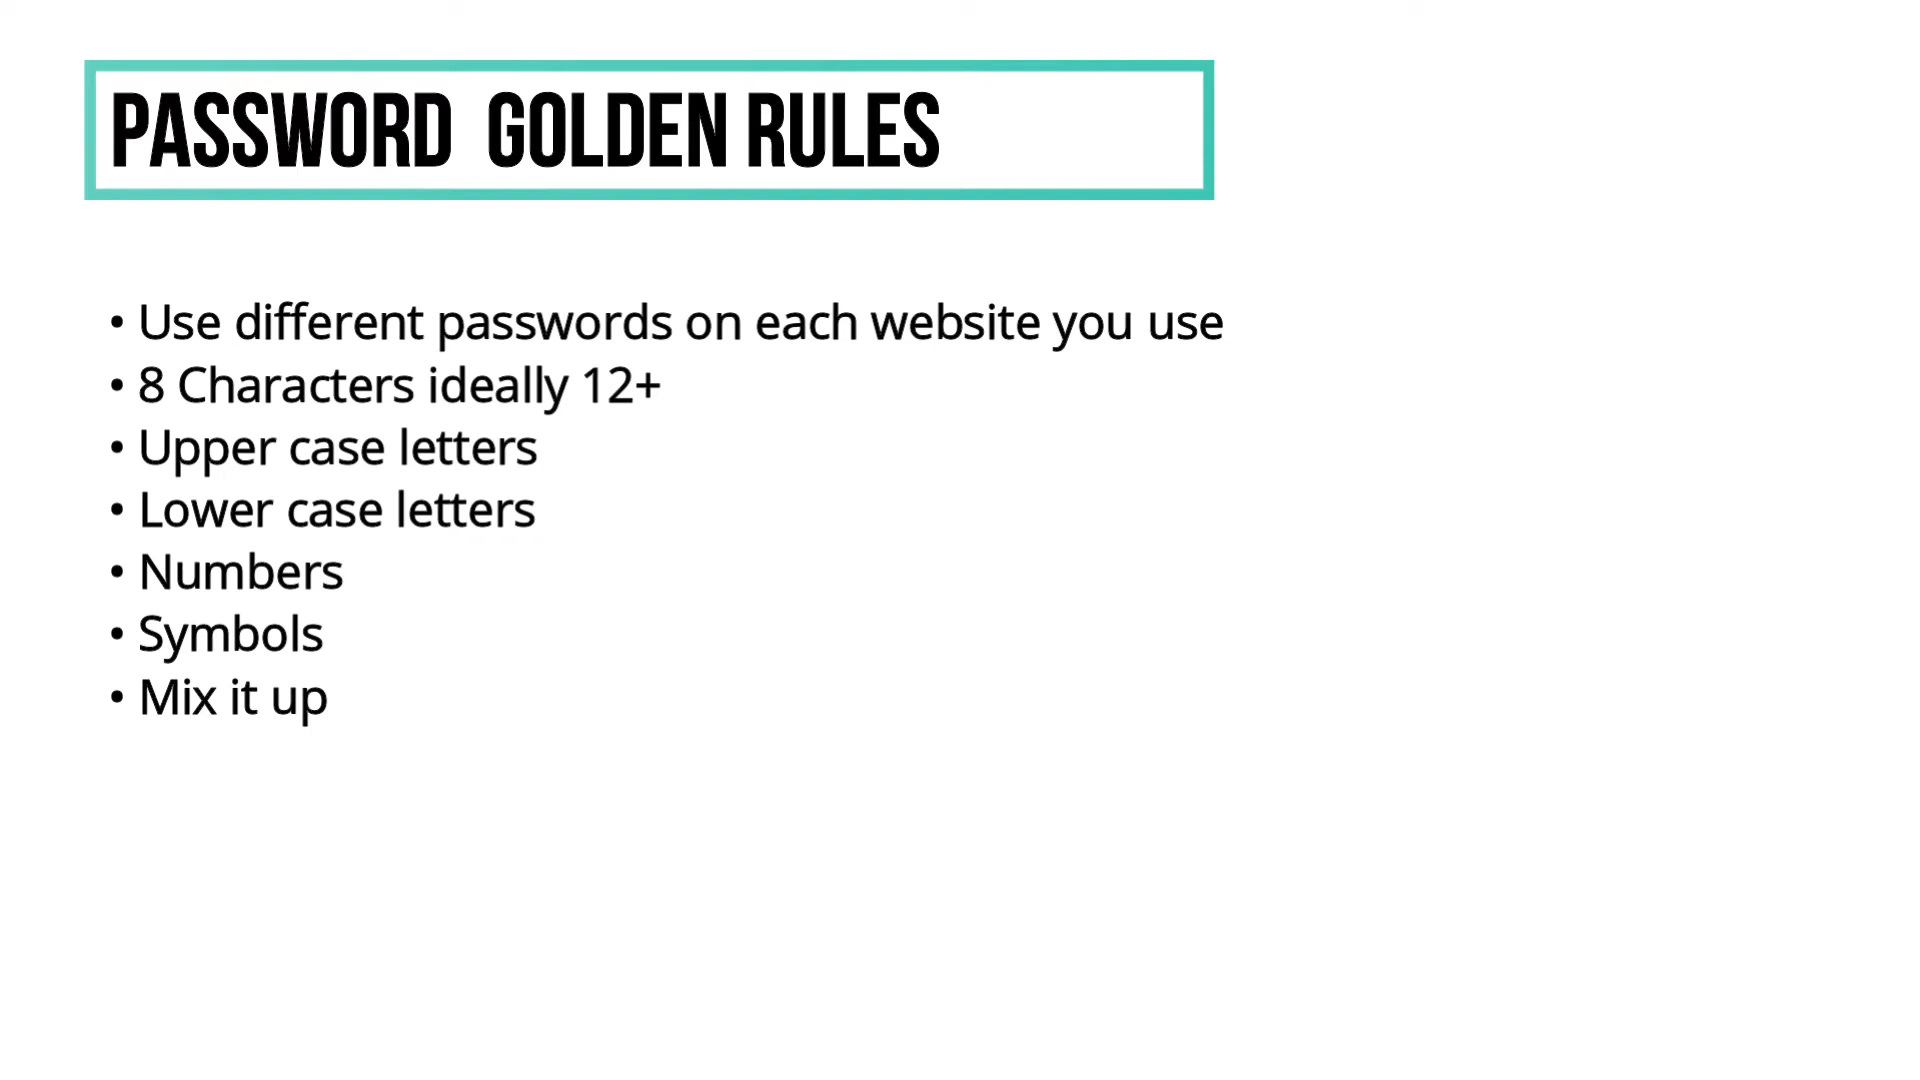 PASSWORD GOLDEN RULES
• Use different passwords on each website you use
• 8 Characters ideally 12+
• Upper case letters
• Lower case letters
• Numbers
• Symbols
• Mix it up